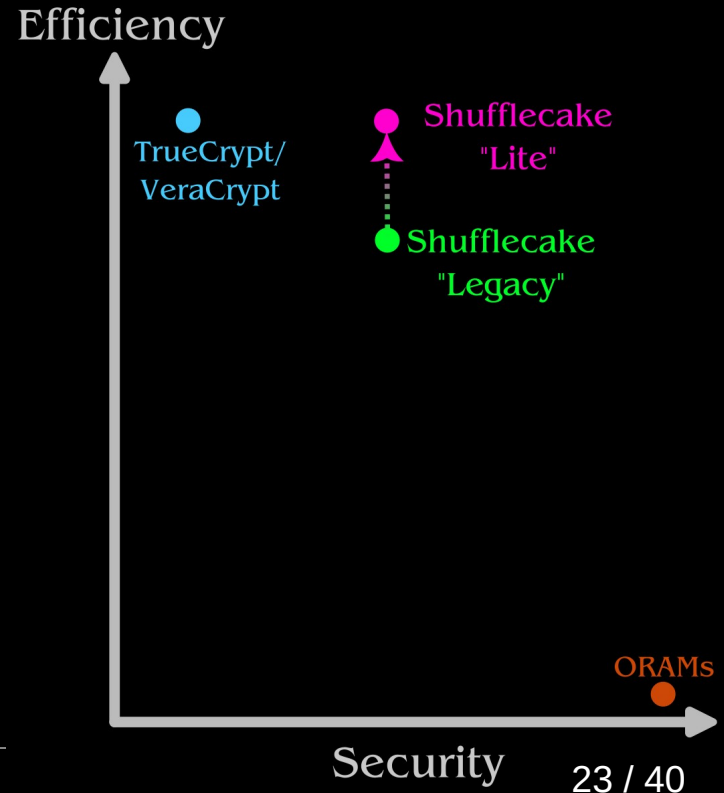 Efficiency
TrueCrypt/
VeraCrypt
Shufflecake
"Lite"
Shufflecake
"Legacy"
ORAMs
Security
23 / 40